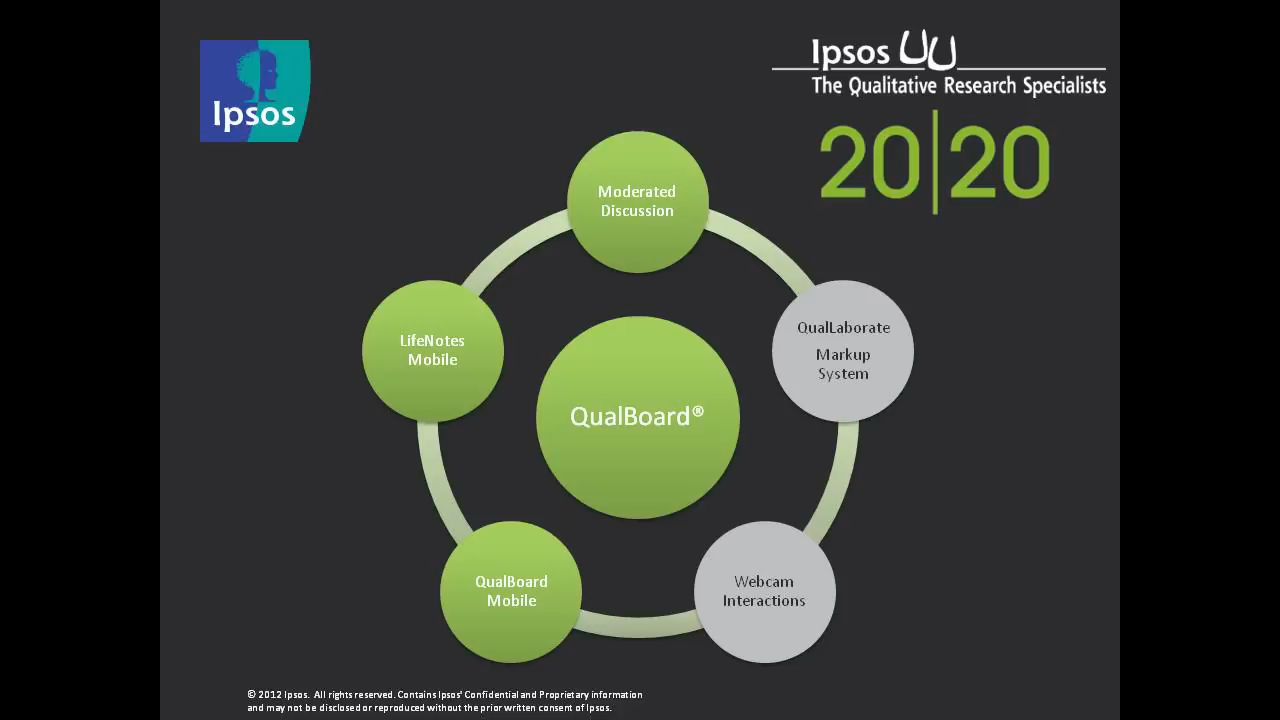 Ipsos
Ipsos UU
The Qualitative Research Specialists
20|20
Moderated
Discussion
QualLaborate
Markup
System
LifeNotes
Mobile
QualBoard®
QualBoard
Mobile
Webcam
Interactions
© 2012 Ipsos. All rights reserved. Contains Ipsos' Confidential and Proprietary information
and may not be disclosed or reproduced without the prior written consent of Ipsos.